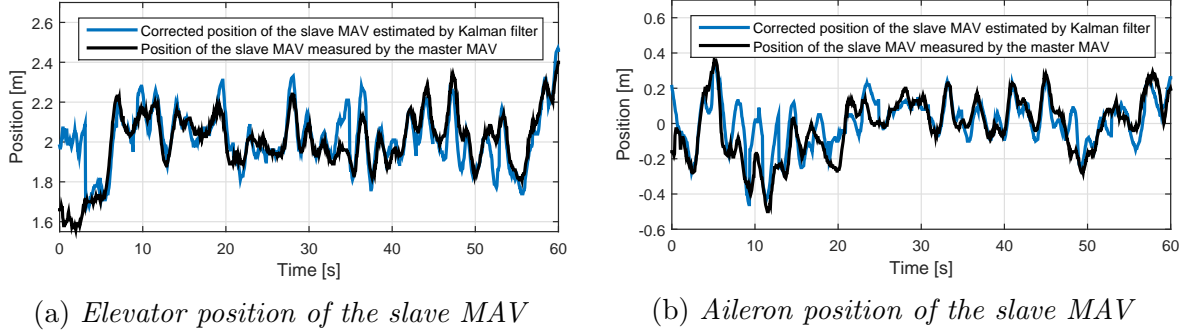 Corrected position of the slave MAV estimated by Kalman filter
Position of the slave MAV measured by the master MAV
Position [m]
2.6
2.4
2.2
2
1.8
1.6
0 10 20 30 40 50 60
Time [s]
(a) Elevator position of the slave MAV
Corrected position of the slave MAV estimated by Kalman filter
Position of the slave MAV measured by the master MAV
Position [m]
0.6
0.4
0.2
0
-0.2
-0.4
-0.6
0 10 20 30 40 50 60
Time [s]
(b) Aileron position of the slave MAV